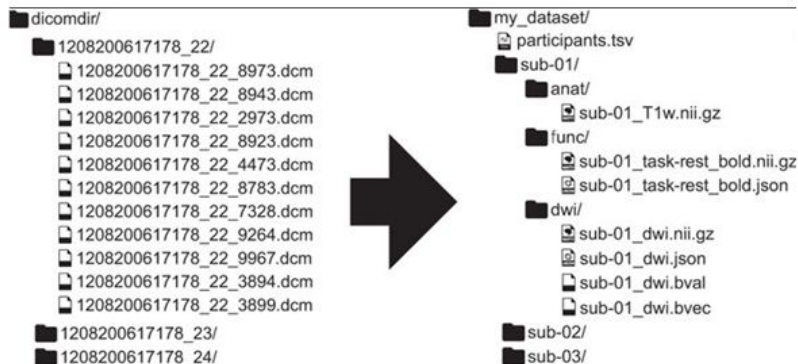 dicomdir/
1208200617178_22/
1208200617178_22_8973.dcm
1208200617178_22_8943.dcm
1208200617178_22_2973.dcm
1208200617178_22_8923.dcm
1208200617178_22_4473.dcm
1208200617178_22_8783.dcm
1208200617178_22_7328.dcm
1208200617178_22_9264.dcm
1208200617178_22_9967.dcm
1208200617178_22_3894.dcm
1208200617178_22_3899.dcm
1208200617178_23/
1208200617178_24/
my_dataset/
participants.tsv
sub-01/
anat/
sub-01_T1w.nii.gz
func/
sub-01_task-rest_bold.nii.gz
sub-01_task-rest_bold.json
dwi/
sub-01_dwi.nii.gz
sub-01_dwi.json
sub-01_dwi.bval
sub-01_dwi.bvec
sub-02/
sub-03/